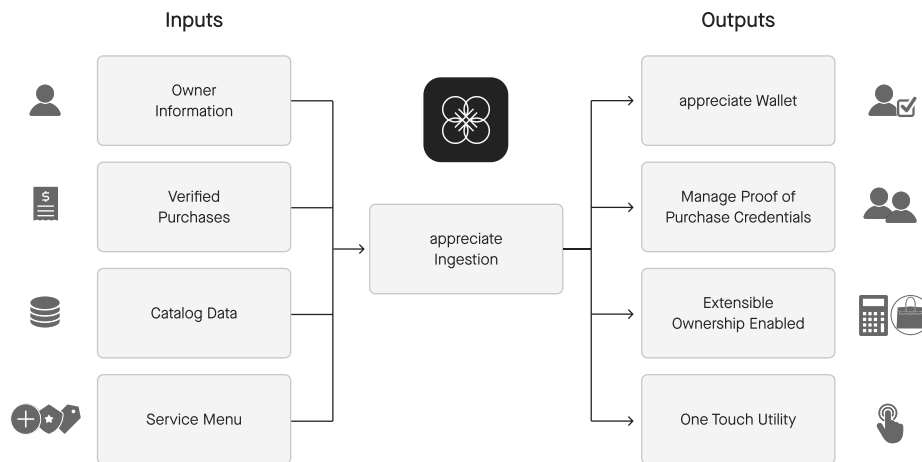 Inputs
Outputs
Owner
Information
Verified
Purchases
Catalog Data
Service Menu
appreciate
Ingestion
appreciate Wallet
Manage Proof of
Purchase Credentials
Extensible
Ownership Enabled
One Touch Utility
$